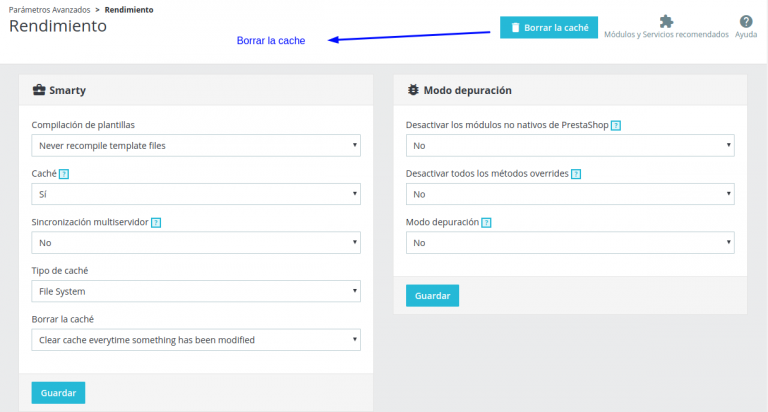 Parámetros Avanzados > Rendimiento
Rendimiento
Borrar la cache
Borrar la caché
Módulos y Servicios recomendados
Ayuda
Smarty
Compilación de plantillas
Never recompile template files
Caché ?
Sí
Sincronización multiservidor ?
No
Tipo de caché
File System
Borrar la caché
Clear cache everytime something has been modified
Guardar
Modo depuración
Desactivar los módulos no nativos de PrestaShop ?
No
Desactivar todos los métodos overrides ?
No
Modo depuración ?
No
Guardar